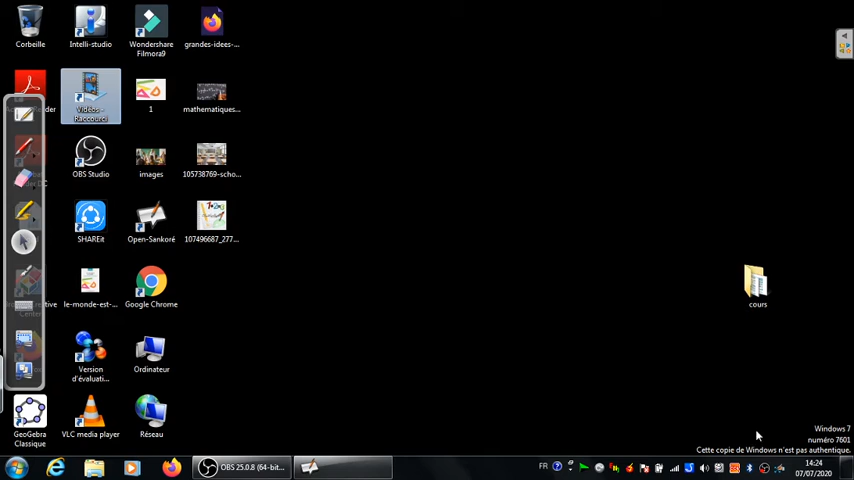 Corbeille
Intelli-studio
Wondershare
Filmora9
grandes-idees-...
Vidéos -
Raccourci
1
mathematiques...
OBS Studio
images
105738769-scho...
SHAREit
Open-Sankoré
107496687_277...
le-monde-est-...
Google Chrome
cours
Version
d'évaluati...
Ordinateur
GeoGebra
Classique
VLC media player
Réseau
Windows 7
numéro 7601
Cette copie de Windows n'est pas authentique.
OBS 25.0.8 (64-bit...
FR
14:24
07/07/2020